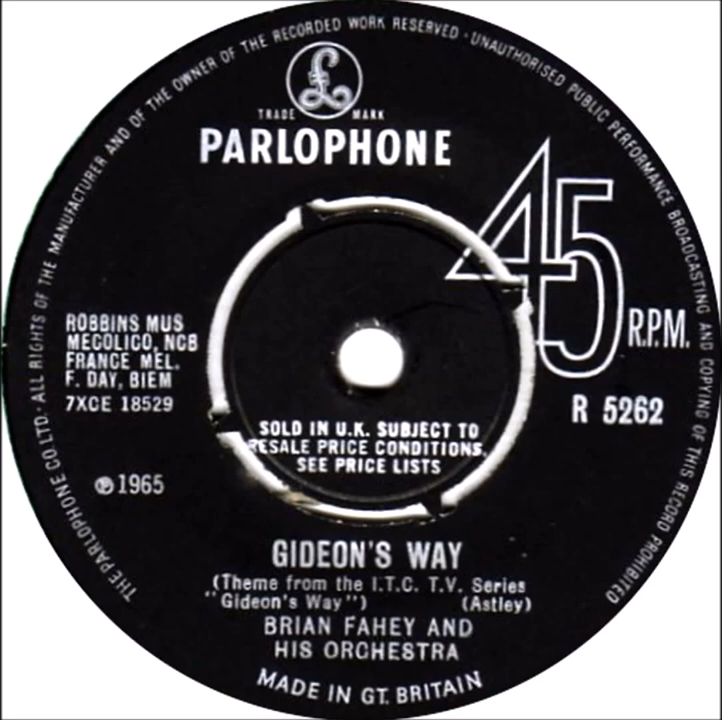 THE PARLOPHONE CO. LTD. · ALL RIGHTS OF THE MANUFACTURER AND OF THE OWNER OF THE RECORDED WORK RESERVED · UNAUTHORISED PUBLIC PERFORMANCE BROADCASTING AND COPYING OF THIS RECORD PROHIBITED
£
TRADE MARK
PARLOPHONE
45
R.P.M.
ROBBINS MUS
MECOLICO, NCB
FRANCE MEL.
F. DAY, BIEM
7XCE 18529
R 5262
SOLD IN U.K. SUBJECT TO
RESALE PRICE CONDITIONS,
SEE PRICE LISTS
℗1965
GIDEON'S WAY
(Theme from the I.T.C. T.V. Series
"Gideon's Way") (Astley)
BRIAN FAHEY AND
HIS ORCHESTRA
MADE IN GT. BRITAIN